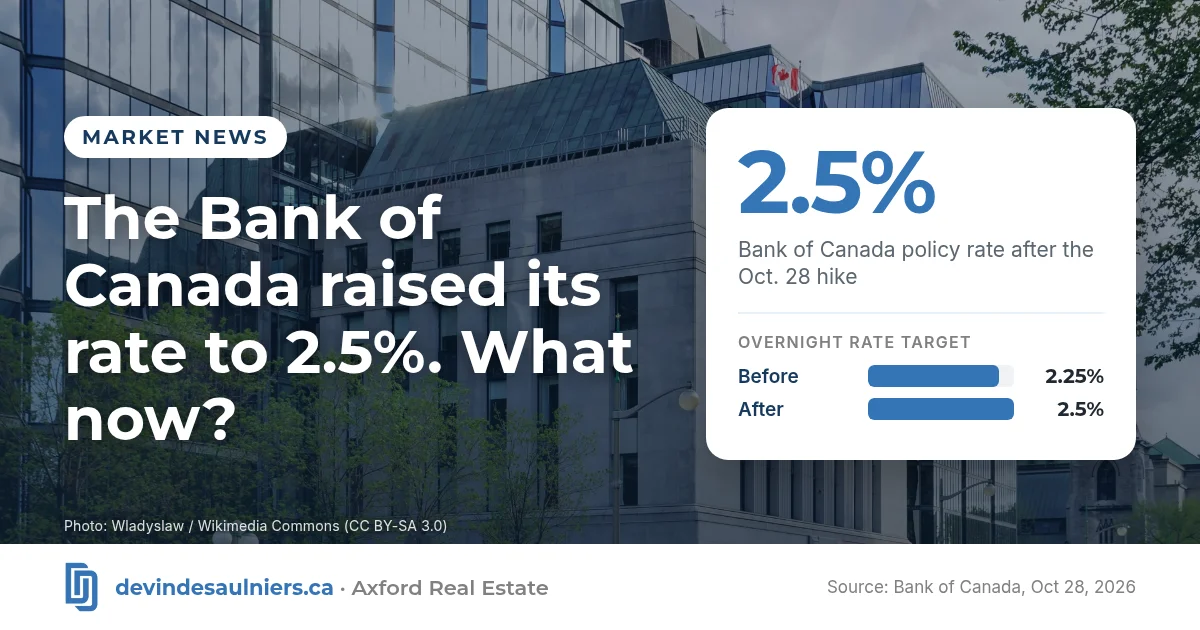 MARKET NEWS
The Bank of
Canada raised its
rate to 2.5%. What
now?
Photo: Wladyslaw / Wikimedia Commons (CC BY-SA 3.0)
2.5%
Bank of Canada policy rate after the
Oct. 28 hike
OVERNIGHT RATE TARGET
Before 2.25%
After 2.5%
devindesaulniers.ca · Axford Real Estate
Source: Bank of Canada, Oct 28, 2026